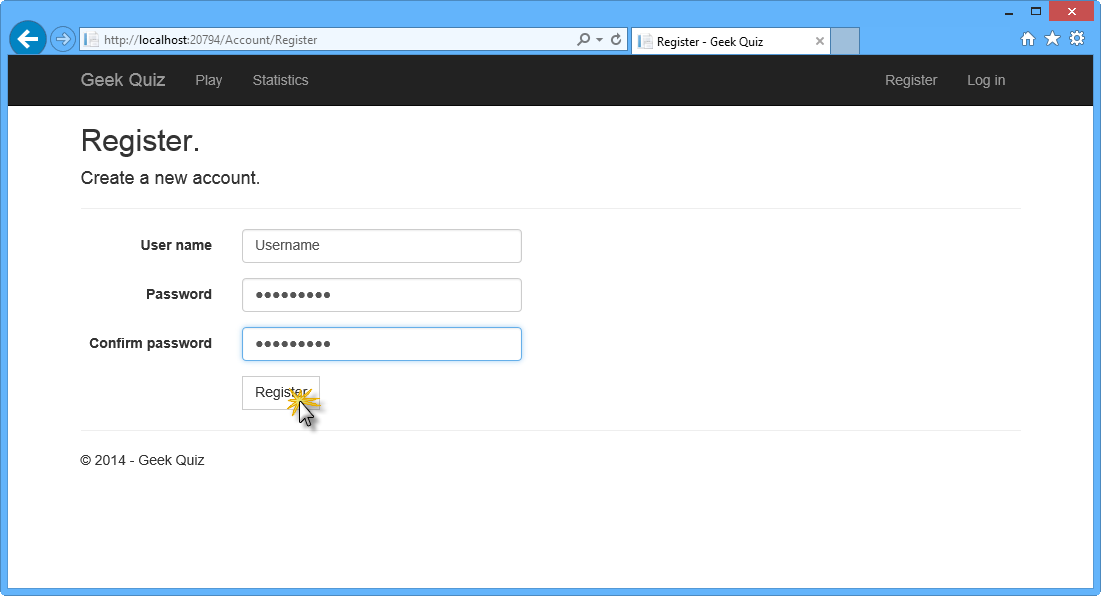 http://localhost:20794/Account/Register
Register - Geek Quiz
Geek Quiz Play Statistics Register Log in
Register.
Create a new account.
User name Username
Password •••••••••
Confirm password •••••••••
Register
© 2014 - Geek Quiz